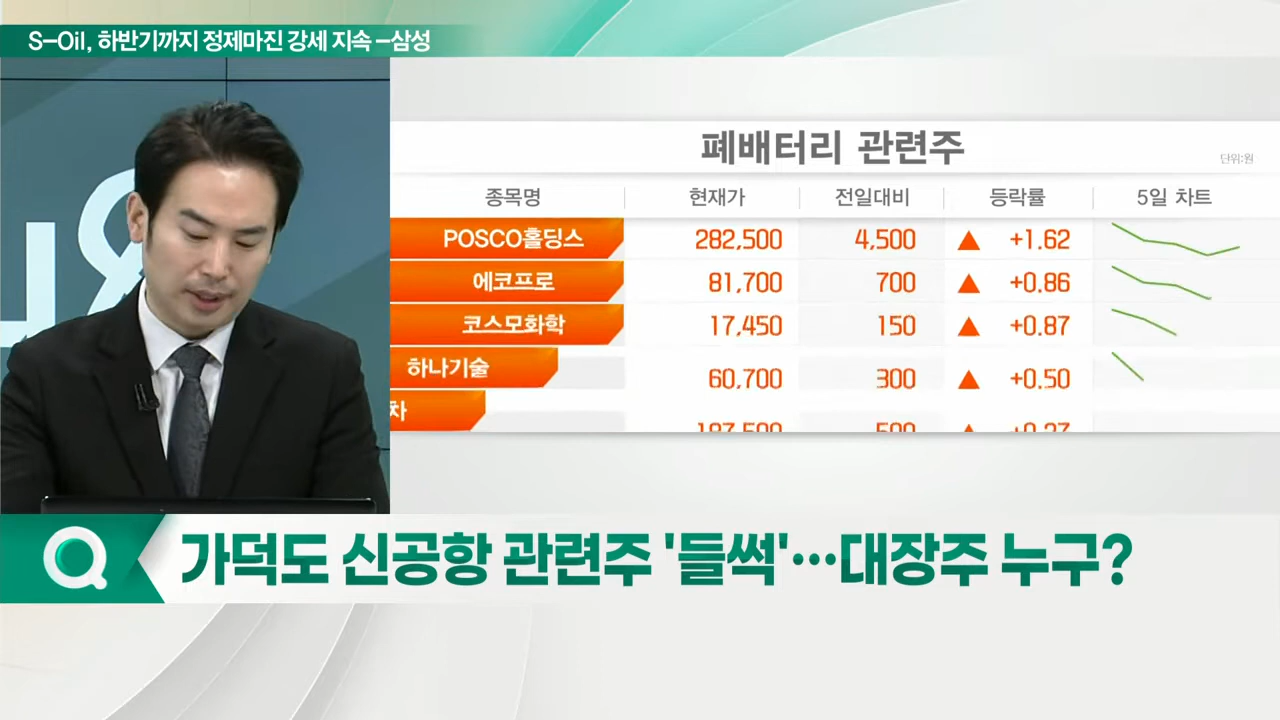 S-Oil, 하반기까지 정제마진 강세 지속 -삼성
폐배터리 관련주
단위:원
종목명 현재가 전일대비 등락률 5일 차트
POSCO홀딩스 282,500 4,500 ▲ +1.62
에코프로 81,700 700 ▲ +0.86
코스모화학 17,450 150 ▲ +0.87
하나기술 60,700 300 ▲ +0.50
차
가덕도 신공항 관련주 '들썩'…대장주 누구?